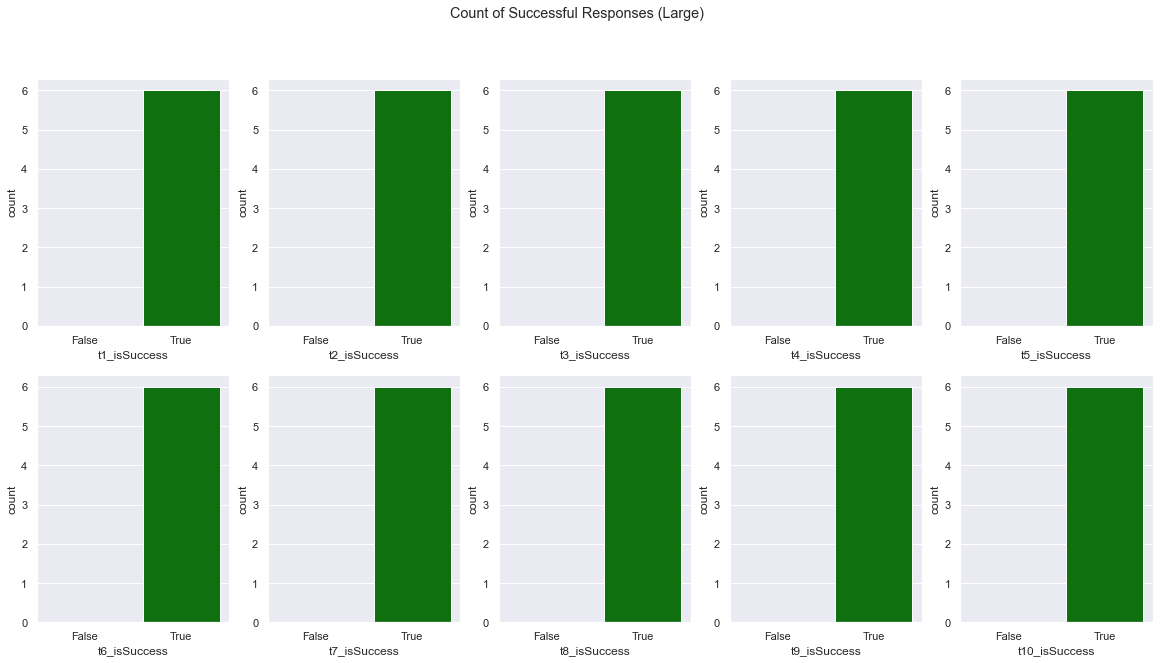 Count of Successful Responses (Large)
6
5
4
3
2
1
0
count
False True
t1_isSuccess
6
5
4
3
2
1
0
count
False True
t2_isSuccess
6
5
4
3
2
1
0
count
False True
t3_isSuccess
6
5
4
3
2
1
0
count
False True
t4_isSuccess
6
5
4
3
2
1
0
count
False True
t5_isSuccess
6
5
4
3
2
1
0
count
False True
t6_isSuccess
6
5
4
3
2
1
0
count
False True
t7_isSuccess
6
5
4
3
2
1
0
count
False True
t8_isSuccess
6
5
4
3
2
1
0
count
False True
t9_isSuccess
6
5
4
3
2
1
0
count
False True
t10_isSuccess